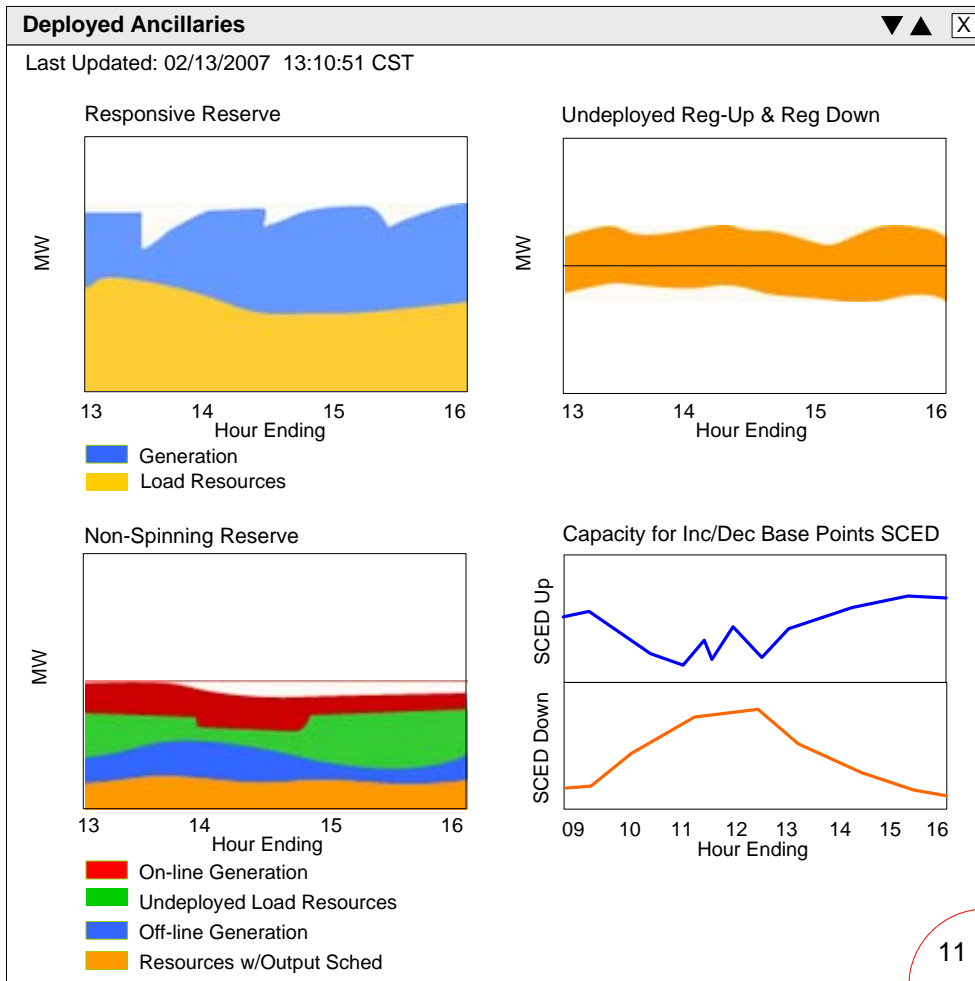 Deployed Ancillaries
X
Last Updated: 02/13/2007 13:10:51 CST
Responsive Reserve
MW
13 14 15 16
Hour Ending
Generation
Load Resources
Undeployed Reg-Up & Reg Down
MW
13 14 15 16
Hour Ending
Non-Spinning Reserve
MW
13 14 15 16
Hour Ending
On-line Generation
Undeployed Load Resources
Off-line Generation
Resources w/Output Sched
Capacity for Inc/Dec Base Points SCED
SCED Up
SCED Down
09 10 11 12 13 14 15 16
Hour Ending
11